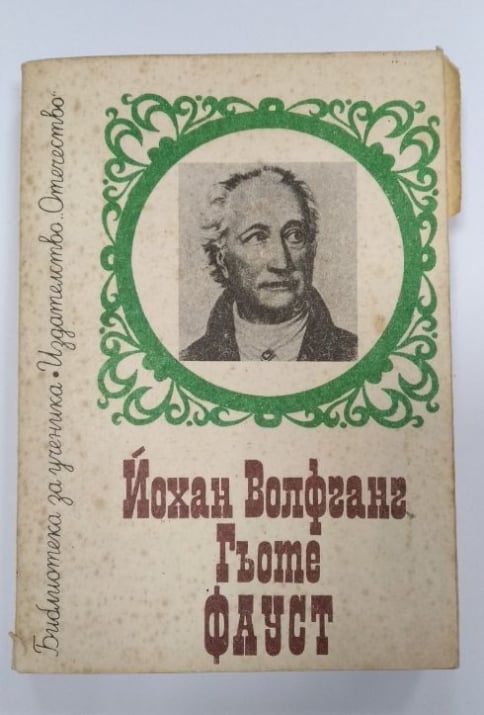 Библиотека за ученика • Издателство „Отечество“
Йохан Волфганг
Гьоте
ФАУСТ